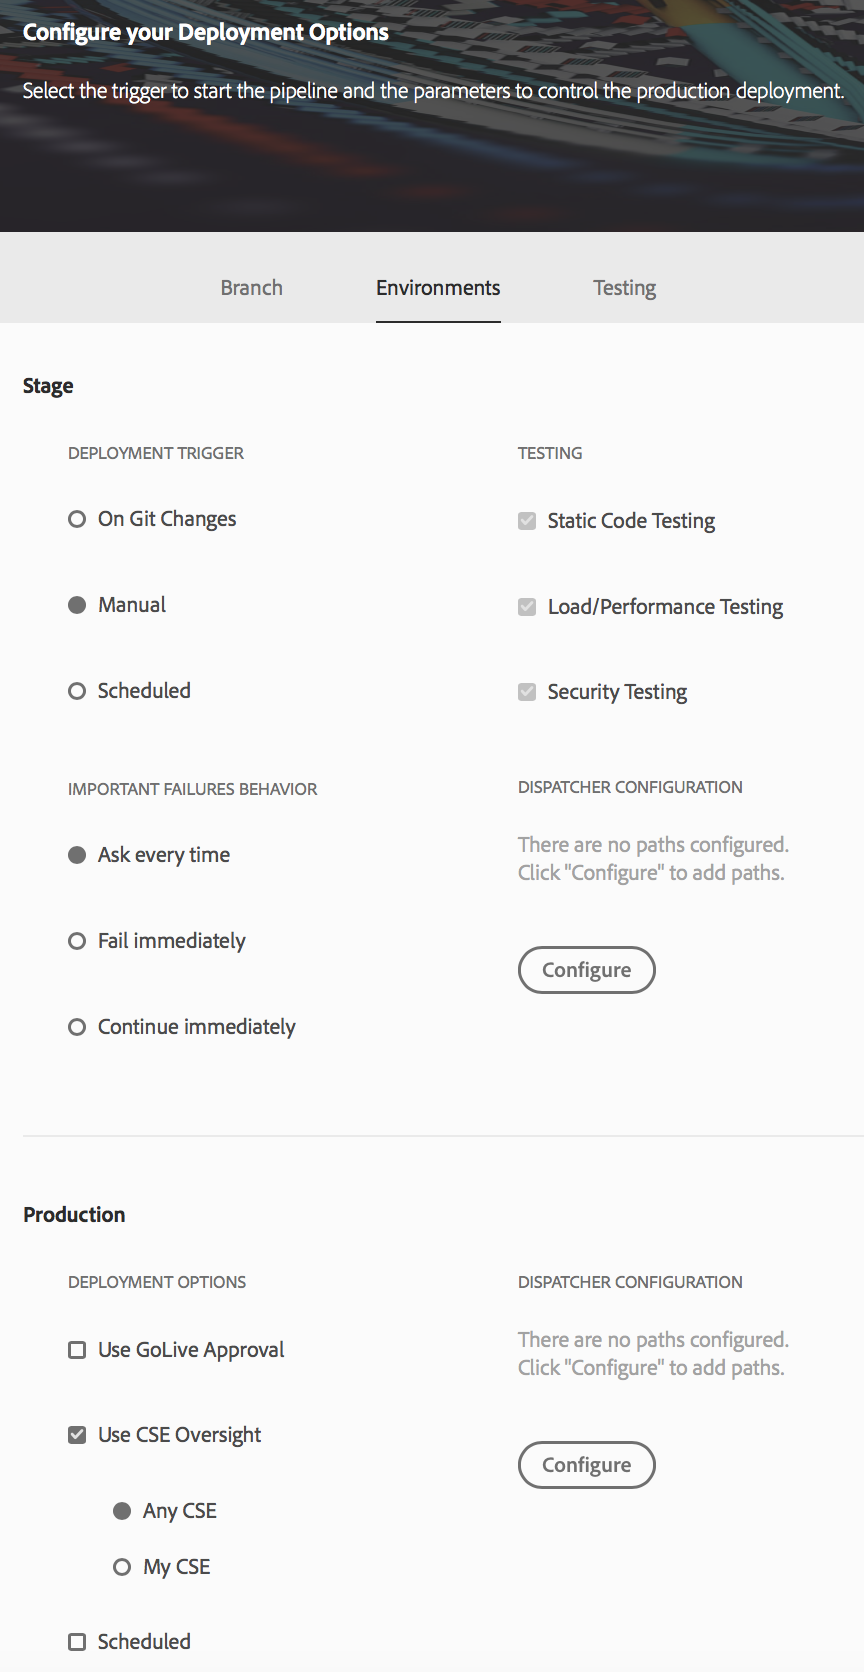 Configure your Deployment Options
Select the trigger to start the pipeline and the parameters to control the production deployment.
Branch
Environments
Testing
Stage
DEPLOYMENT TRIGGER
On Git Changes
Manual
Scheduled
TESTING
Static Code Testing
Load/Performance Testing
Security Testing
IMPORTANT FAILURES BEHAVIOR
Ask every time
Fail immediately
Continue immediately
DISPATCHER CONFIGURATION
There are no paths configured.
Click "Configure" to add paths.
Configure
Production
DEPLOYMENT OPTIONS
Use GoLive Approval
Use CSE Oversight
Any CSE
My CSE
Scheduled
DISPATCHER CONFIGURATION
There are no paths configured.
Click "Configure" to add paths.
Configure